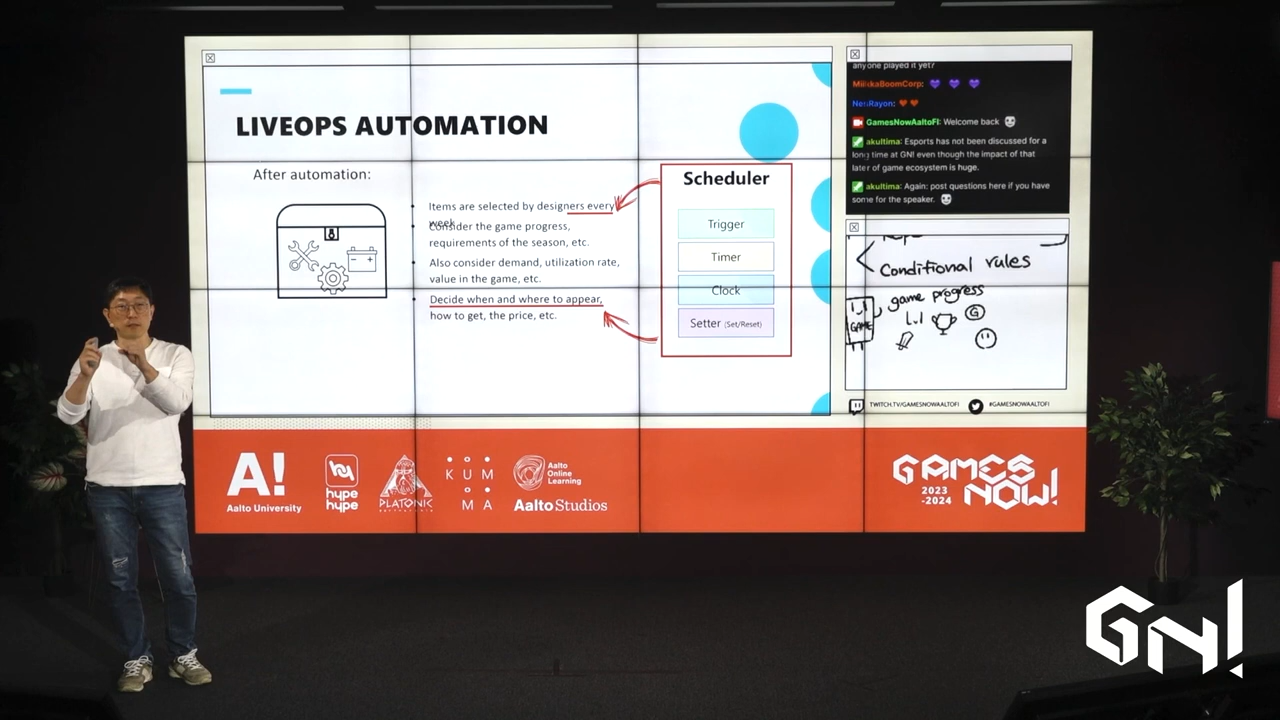 LIVEOPS AUTOMATION
After automation:
Items are selected by designers every
week
Consider the game progress,
requirements of the season, etc.
Also consider demand, utilization rate,
value in the game, etc.
Decide when and where to appear,
how to get, the price, etc.
Scheduler
Trigger
Timer
Clock
Setter (Set/Reset)
anyone played it yet?
MiikkaBoomCorp:
NeuRayon:
GamesNowAaltoFI: Welcome back
akultima: Esports has not been discussed for a
long time at GN! even though the impact of that
later of game ecosystem is huge.
akultima: Again: post questions here if you have
some for the speaker.
Conditional rules
game progress
Lvl
G
GAME
TWITCH.TV/GAMESNOWAALTOFI
#GAMESNOWAALTOFI
A!
Aalto University
hype
hype
PLATONIC
KUM
MA
Aalto
Online
Learning
Aalto Studios
GAMES
NOW!
2023
-2024
GN!